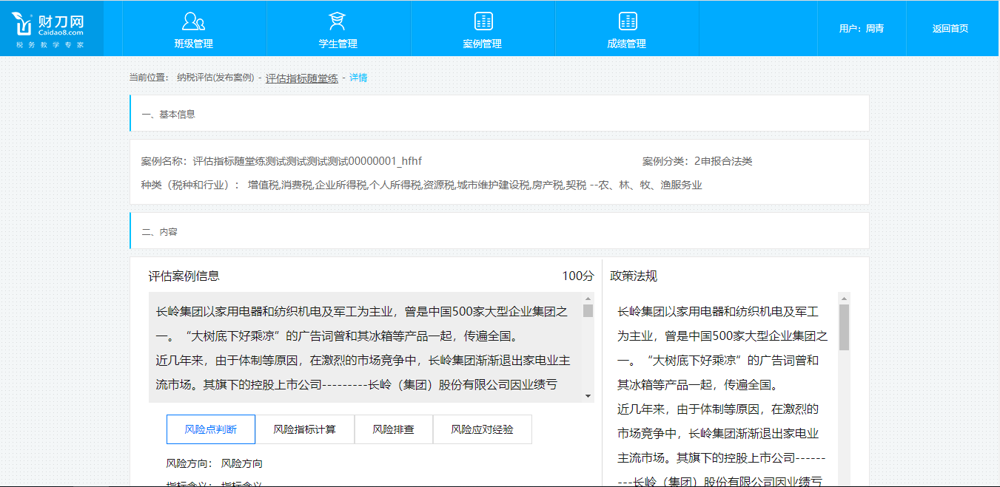 财刀网
Caidao8.com
税 务 教 学 专 家
班级管理
学生管理
案例管理
成绩管理
用户：周青
返回首页
当前位置： 纳税评估(发布案例) - 评估指标随堂练 - 详情
一、基本信息
案例名称：评估指标随堂练测试测试测试测试00000001_hfhf
案例分类：2申报合法类
种类（税种和行业）： 增值税,消费税,企业所得税,个人所得税,资源税,城市维护建设税,房产税,契税 --农、林、牧、渔服务业
二、内容
评估案例信息
100分
长岭集团以家用电器和纺织机电及军工为主业，曾是中国500家大型企业集团之
一。“大树底下好乘凉”的广告词曾和其冰箱等产品一起，传遍全国。
近几年来，由于体制等原因，在激烈的市场竞争中，长岭集团渐渐退出家电业主
流市场。其旗下的控股上市公司---------长岭（集团）股份有限公司因业绩亏
风险点判断
风险指标计算
风险排查
风险应对经验
风险方向： 风险方向
指标含义： 指标含义
政策法规
长岭集团以家用电器和纺织机电及军工
为主业，曾是中国500家大型企业集团之
一。“大树底下好乘凉”的广告词曾和
其冰箱等产品一起，传遍全国。
近几年来，由于体制等原因，在激烈的
市场竞争中，长岭集团渐渐退出家电业
主流市场。其旗下的控股上市公司------
---长岭（集团）股份有限公司因业绩亏